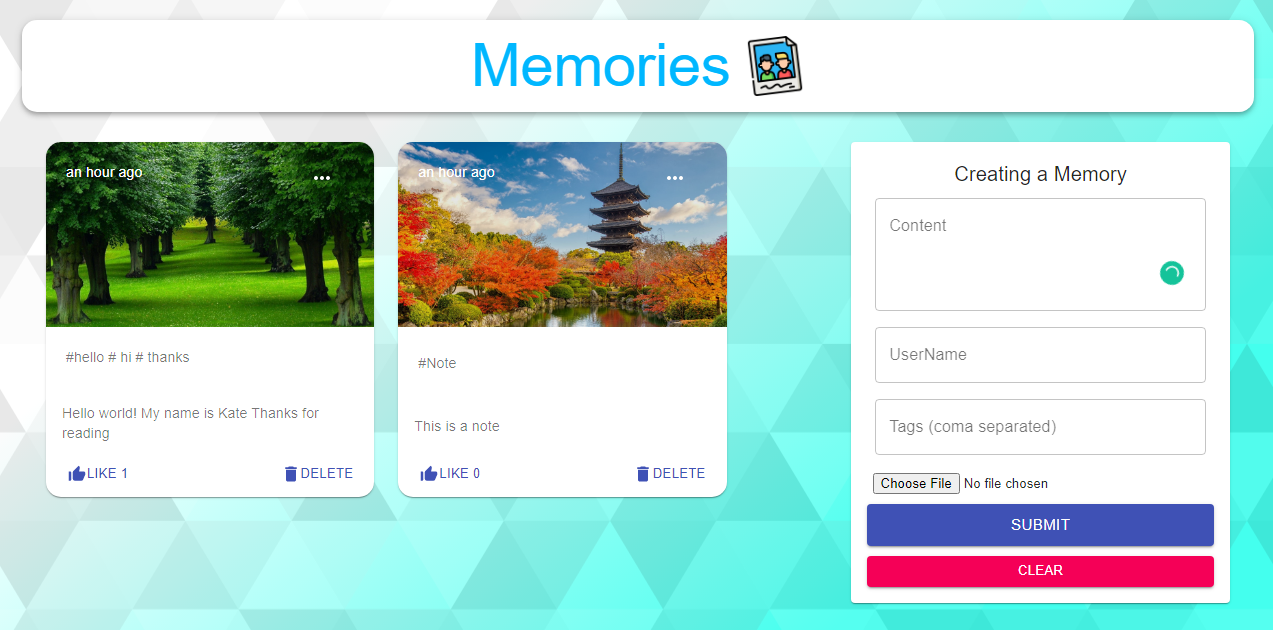 Memories
an hour ago
#hello # hi # thanks
Hello world! My name is Kate Thanks for
reading
LIKE 1
DELETE
an hour ago
#Note
This is a note
LIKE 0
DELETE
Creating a Memory
Content
UserName
Tags (coma separated)
Choose File No file chosen
SUBMIT
CLEAR